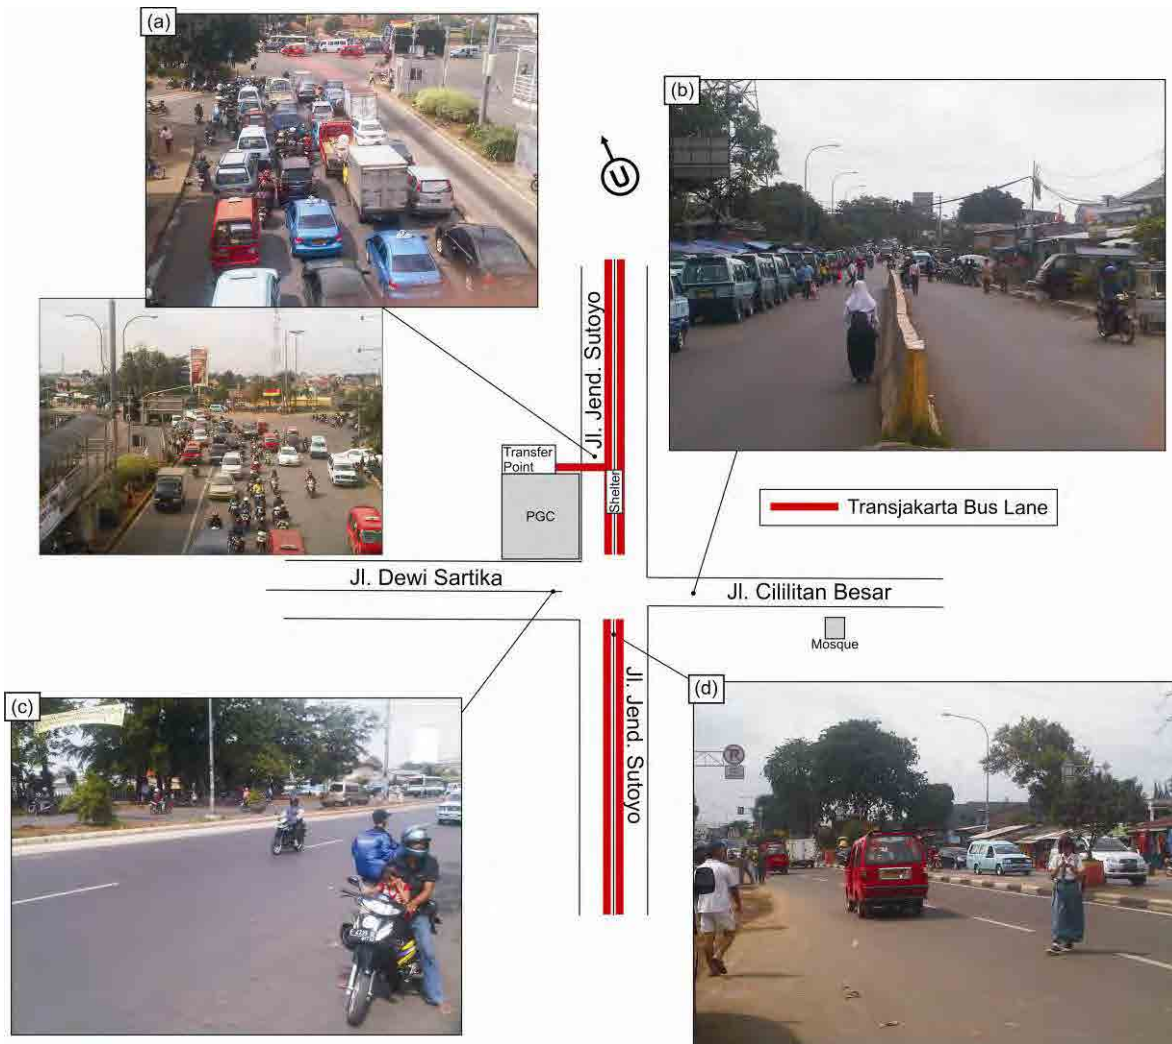 (a)
(b)
U
Jl. Jend. Sutoyo
Transfer
Point
Shelter
PGC
Transjakarta Bus Lane
Jl. Dewi Sartika
Jl. Cililitan Besar
Mosque
(c)
(d)
Jl. Jend. Sutoyo